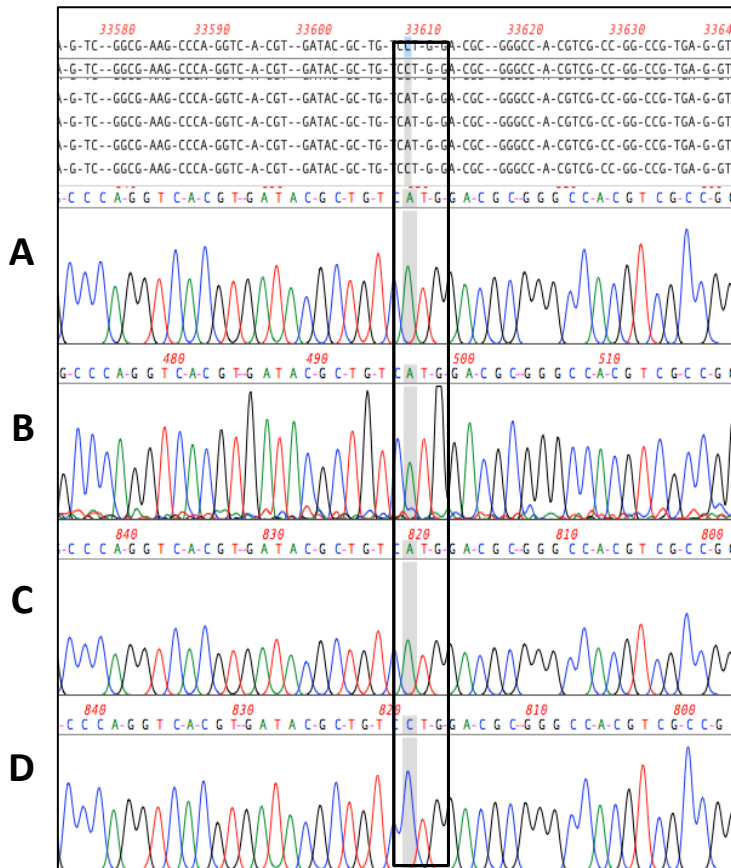 33580 33590 33600 33610 33620 33630 3364
A-G-TC--GGCG-AAG-CCCA-GGTC-A-CGT--GATAC-GC-TG-TCCT-G-GA-CGC--GGGCC-A-CGTCG-CC-GG-CCG-TGA-G-GT
A-G-TC--GGCG-AAG-CCCA-GGTC-A-CGT--GATAC-GC-TG-TCCT-G-GA-CGC--GGGCC-A-CGTCG-CC-GG-CCG-TGA-G-GT
A-G-TC--GGCG-AAG-CCCA-GGTC-A-CGT--GATAC-GC-TG-TCAT-G-GA-CGC--GGGCC-A-CGTCG-CC-GG-CCG-TGA-G-GT
A-G-TC--GGCG-AAG-CCCA-GGTC-A-CGT--GATAC-GC-TG-TCAT-G-GA-CGC--GGGCC-A-CGTCG-CC-GG-CCG-TGA-G-GT
A-G-TC--GGCG-AAG-CCCA-GGTC-A-CGT--GATAC-GC-TG-TCAT-G-GA-CGC--GGGCC-A-CGTCG-CC-GG-CCG-TGA-G-GT
A-G-TC--GGCG-AAG-CCCA-GGTC-A-CGT--GATAC-GC-TG-TCCT-G-GA-CGC--GGGCC-A-CGTCG-CC-GG-CCG-TGA-G-GT
-C C C A-G G T C-A-C G T--G-A T A C-G C T G-T C A T-G-G A C G C-G G G C C-A C G T C G C C-G
A
480 490 500 510
G-C-C C A-G G T C-A-C G T-G-A T A C-G C T G-T C-A T G-G A C G C-G G G C C-A C G T C G C C-G
B
840 830 820 810 800
-C C C A-G G T C-A-C G T-G-A T A C-G C T G-T C A T-G-G A C G C-G G G C C-A C G T C G C-C-G
C
840 830 820 810 800
-C C C A G G T C-A-C G T-G-A T A C-G C T G-T C C T G-G A C G C-G G G C C-A C G T C G-C C-G
D